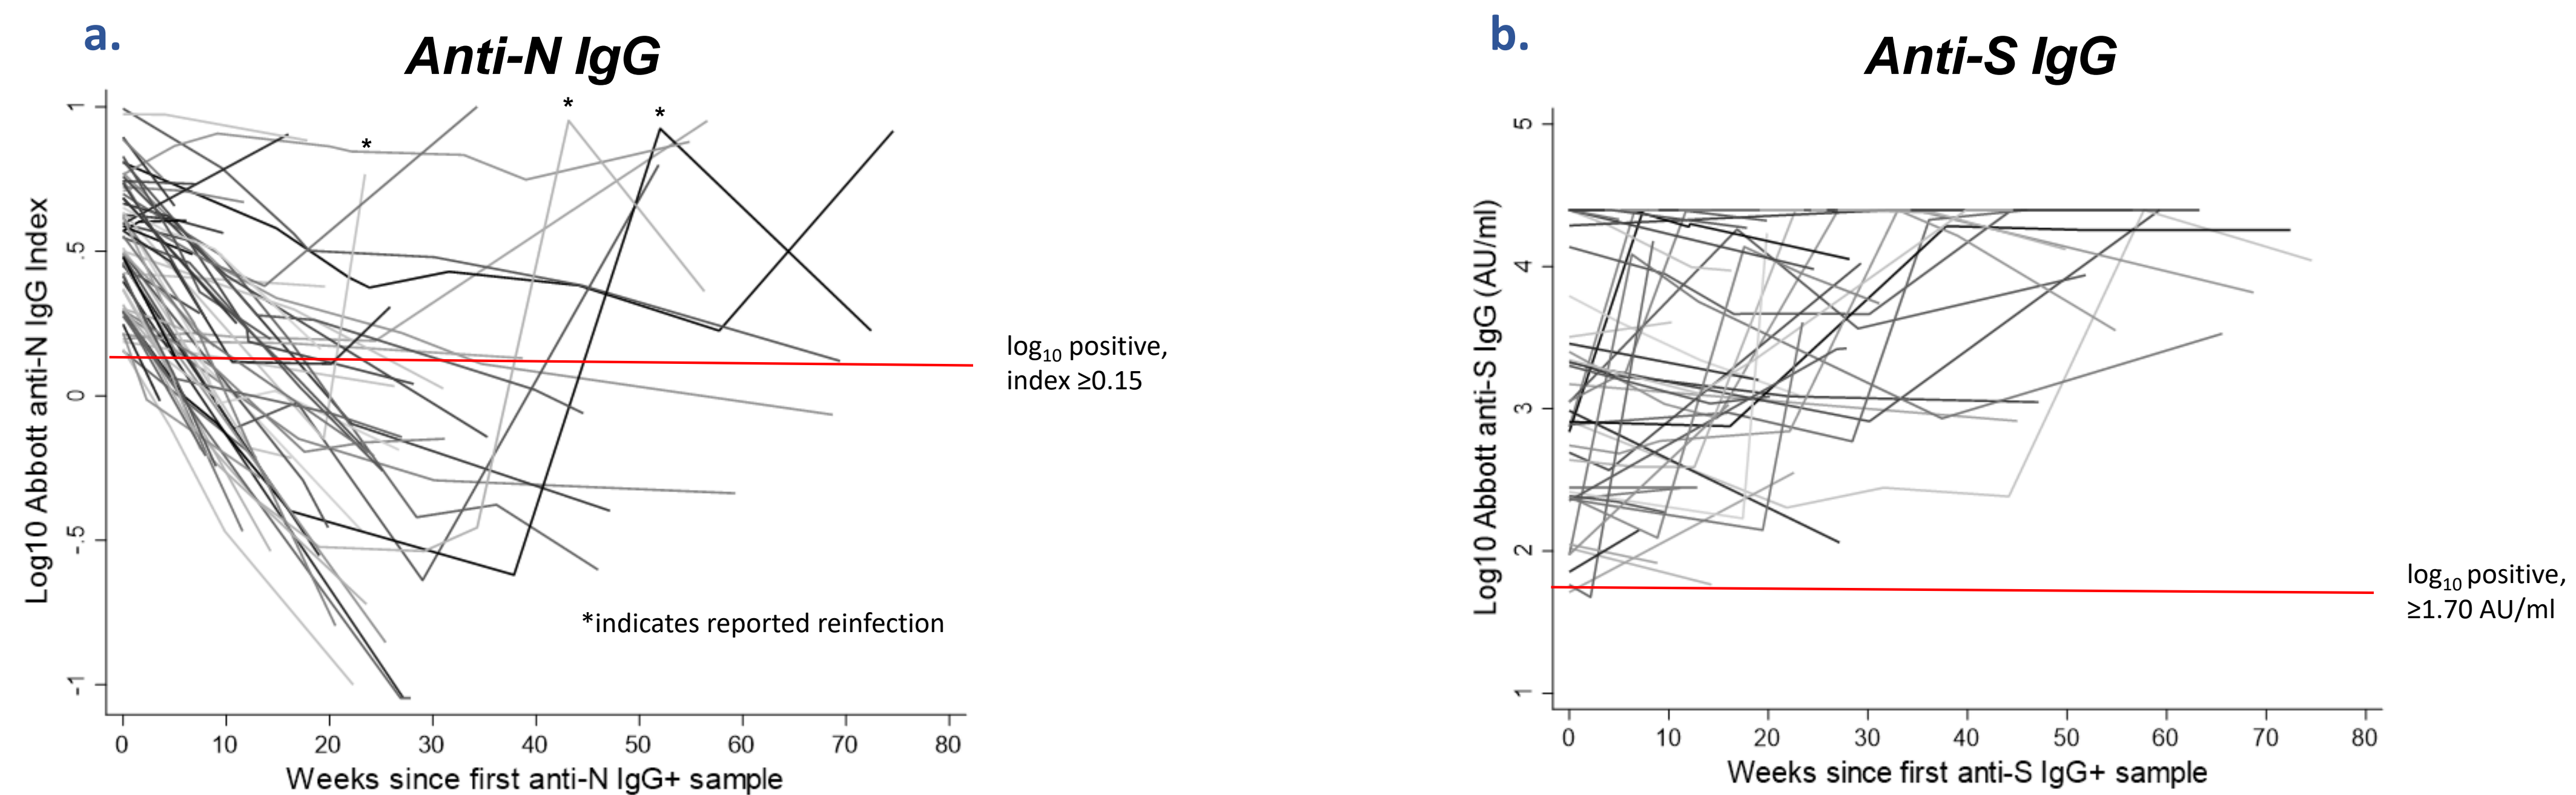 a.
Anti-N IgG
Log10 Abbott anti-N IgG Index
1
.5
0
-.5
-1
*
*
*
log10 positive,
index ≥0.15
*indicates reported reinfection
0 10 20 30 40 50 60 70 80
Weeks since first anti-N IgG+ sample
b.
Anti-S IgG
Log10 Abbott anti-S IgG (AU/ml)
5
4
3
2
1
log10 positive,
≥1.70 AU/ml
0 10 20 30 40 50 60 70 80
Weeks since first anti-S IgG+ sample